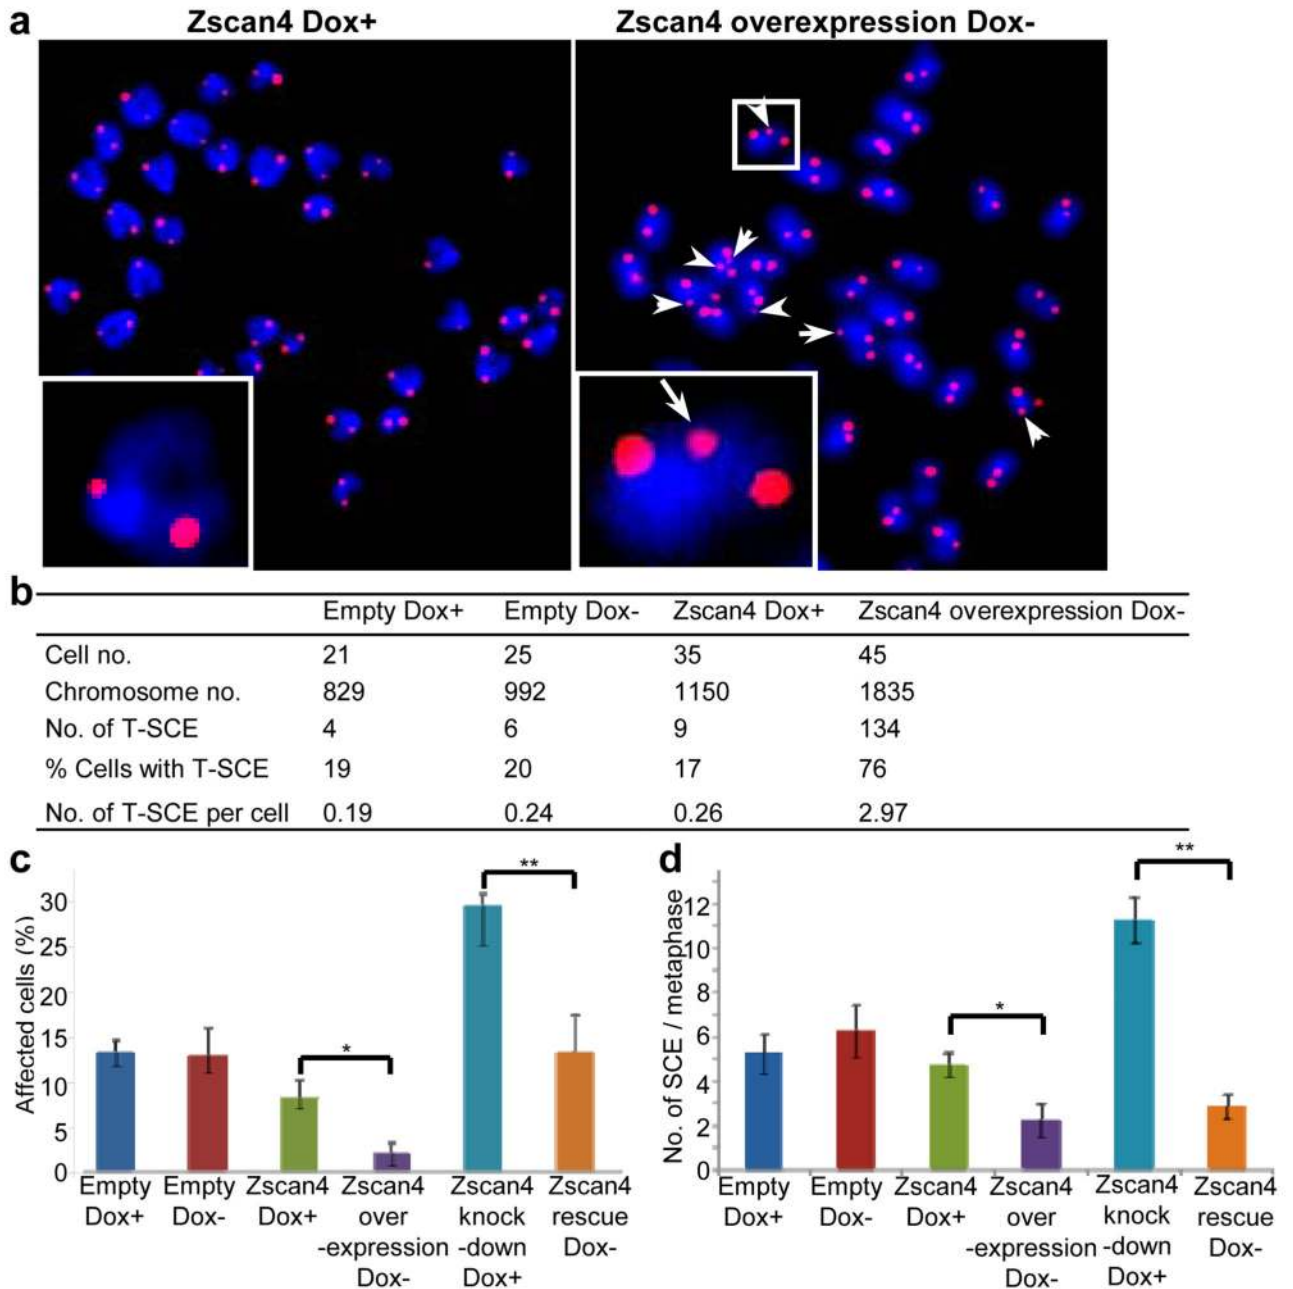 a
Zscan4 Dox+
Zscan4 overexpression Dox-
b
Empty Dox+ Empty Dox- Zscan4 Dox+ Zscan4 overexpression Dox-
Cell no. 21 25 35 45
Chromosome no. 829 992 1150 1835
No. of T-SCE 4 6 9 134
% Cells with T-SCE 19 20 17 76
No. of T-SCE per cell 0.19 0.24 0.26 2.97
c
Affected cells (%)
30
25
20
15
10
5
0
*
**
Empty Dox+
Empty Dox-
Zscan4 Dox+
Zscan4
over
-expression
Dox-
Zscan4
knock
-down
Dox+
Zscan4
rescue
Dox-
d
No. of SCE / metaphase
12
10
8
6
4
2
0
*
**
Empty Dox+
Empty Dox-
Zscan4 Dox+
Zscan4
over
-expression
Dox-
Zscan4
knock
-down
Dox+
Zscan4
rescue
Dox-